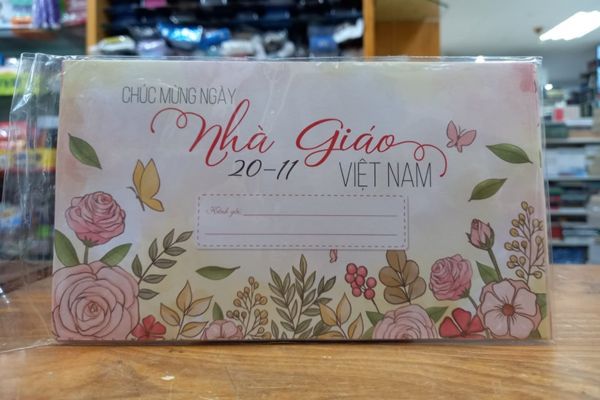 CHÚC MỪNG NGÀY
Nhà Giáo
20-11 VIỆT NAM
Kính gửi: